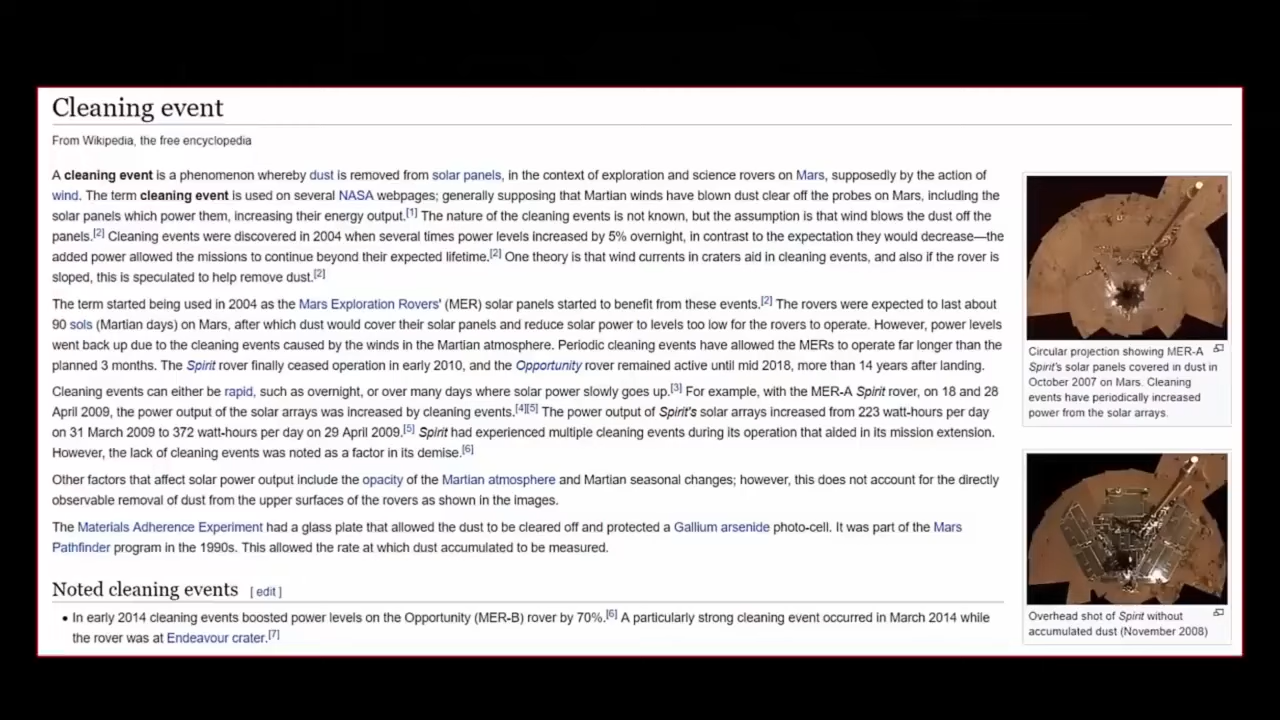 Cleaning event
From Wikipedia, the free encyclopedia
A cleaning event is a phenomenon whereby dust is removed from solar panels, in the context of exploration and science rovers on Mars, supposedly by the action of
wind. The term cleaning event is used on several NASA webpages; generally supposing that Martian winds have blown dust clear off the probes on Mars, including the
solar panels which power them, increasing their energy output.[1] The nature of the cleaning events is not known, but the assumption is that wind blows the dust off the
panels.[2] Cleaning events were discovered in 2004 when several times power levels increased by 5% overnight, in contrast to the expectation they would decrease—the
added power allowed the missions to continue beyond their expected lifetime.[2] One theory is that wind currents in craters aid in cleaning events, and also if the rover is
sloped, this is speculated to help remove dust.[2]
The term started being used in 2004 as the Mars Exploration Rovers' (MER) solar panels started to benefit from these events.[2] The rovers were expected to last about
90 sols (Martian days) on Mars, after which dust would cover their solar panels and reduce solar power to levels too low for the rovers to operate. However, power levels
went back up due to the cleaning events caused by the winds in the Martian atmosphere. Periodic cleaning events have allowed the MERs to operate far longer than the
planned 3 months. The Spirit rover finally ceased operation in early 2010, and the Opportunity rover remained active until mid 2018, more than 14 years after landing.
Cleaning events can either be rapid, such as overnight, or over many days where solar power slowly goes up.[3] For example, with the MER-A Spirit rover, on 18 and 28
April 2009, the power output of the solar arrays was increased by cleaning events.[4][5] The power output of Spirit's solar arrays increased from 223 watt-hours per day
on 31 March 2009 to 372 watt-hours per day on 29 April 2009.[5] Spirit had experienced multiple cleaning events during its operation that aided in its mission extension.
However, the lack of cleaning events was noted as a factor in its demise.[6]
Other factors that affect solar power output include the opacity of the Martian atmosphere and Martian seasonal changes; however, this does not account for the directly
observable removal of dust from the upper surfaces of the rovers as shown in the images.
The Materials Adherence Experiment had a glass plate that allowed the dust to be cleared off and protected a Gallium arsenide photo-cell. It was part of the Mars
Pathfinder program in the 1990s. This allowed the rate at which dust accumulated to be measured.
Noted cleaning events [ edit ]
• In early 2014 cleaning events boosted power levels on the Opportunity (MER-B) rover by 70%.[6] A particularly strong cleaning event occurred in March 2014 while
the rover was at Endeavour crater.[7]
Circular projection showing MER-A
Spirit's solar panels covered in dust in
October 2007 on Mars. Cleaning
events have periodically increased
power from the solar arrays.
Overhead shot of Spirit without
accumulated dust (November 2008)